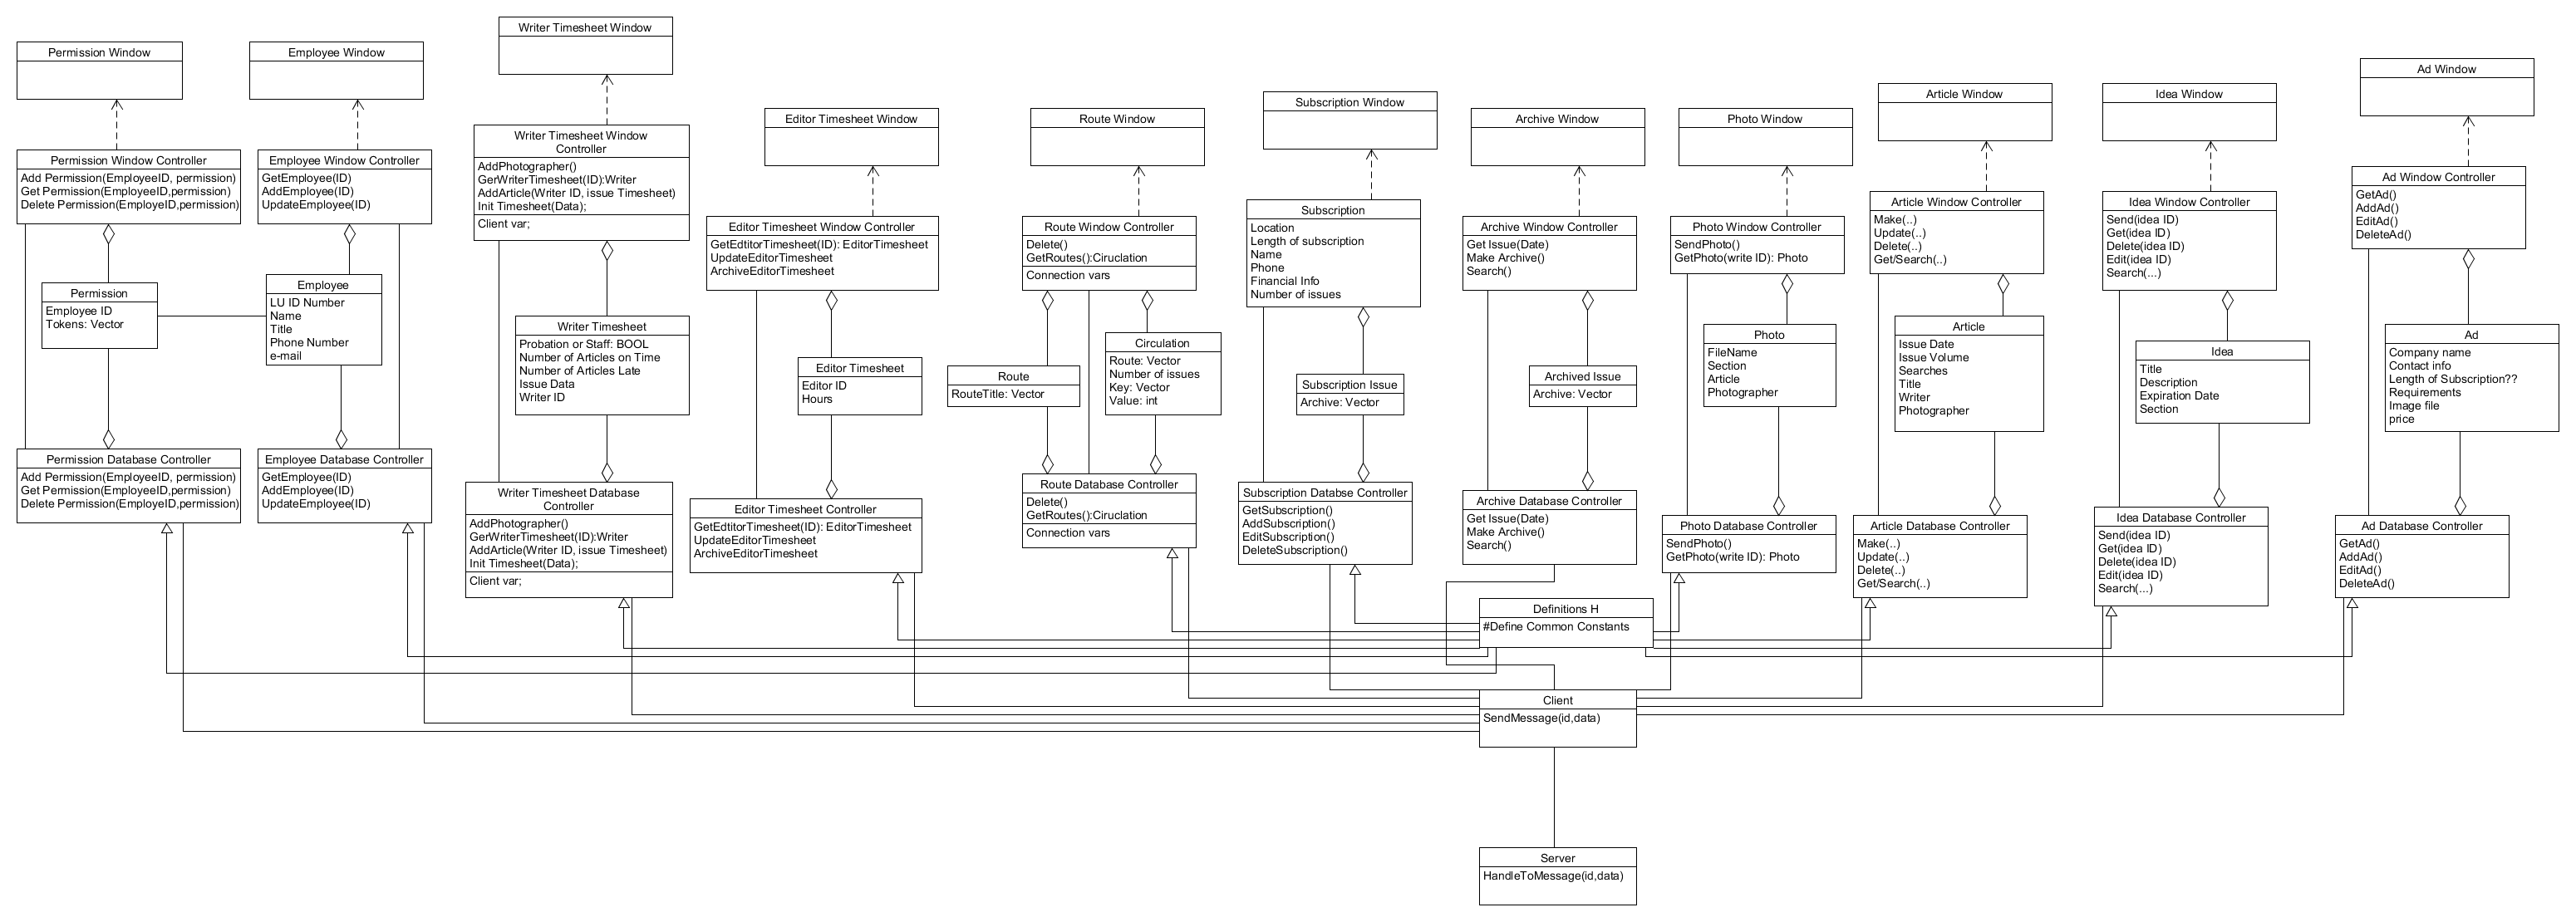 Permission Window
Permission Window Controller
Add Permission(EmployeeID, permission)
Get Permission(EmployeeID,permission)
Delete Permission(EmployeID,permission)
Permission
Employee ID
Tokens: Vector
Permission Database Controller
Add Permission(EmployeeID, permission)
Get Permission(EmployeeID,permission)
Delete Permission(EmployeID,permission)
Employee Window
Employee Window Controller
GetEmployee(ID)
AddEmployee(ID)
UpdateEmployee(ID)
Employee
LU ID Number
Name
Title
Phone Number
e-mail
Employee Database Controller
GetEmployee(ID)
AddEmployee(ID)
UpdateEmployee(ID)
Writer Timesheet Window
Writer Timesheet Window
Controller
AddPhotographer()
GerWriterTimesheet(ID):Writer
AddArticle(Writer ID, issue Timesheet)
Init Timesheet(Data);
Client var;
Writer Timesheet
Probation or Staff: BOOL
Number of Articles on Time
Number of Articles Late
Issue Data
Writer ID
Writer Timesheet Database
Controller
AddPhotographer()
GerWriterTimesheet(ID):Writer
AddArticle(Writer ID, issue Timesheet)
Init Timesheet(Data);
Client var;
Editor Timesheet Window
Editor Timesheet Window Controller
GetEdtitorTimesheet(ID): EditorTimesheet
UpdateEditorTimesheet
ArchiveEditorTimesheet
Editor Timesheet
Editor ID
Hours
Editor Timesheet Controller
GetEdtitorTimesheet(ID): EditorTimesheet
UpdateEditorTimesheet
ArchiveEditorTimesheet
Route Window
Route Window Controller
Delete()
GetRoutes():Ciruclation
Connection vars
Route
RouteTitle: Vector
Circulation
Route: Vector
Number of issues
Key: Vector
Value: int
Route Database Controller
Delete()
GetRoutes():Ciruclation
Connection vars
Subscription Window
Subscription
Location
Length of subscription
Name
Phone
Financial Info
Number of issues
Subscription Issue
Archive: Vector
Subscription Databse Controller
GetSubscription()
AddSubscription()
EditSubscription()
DeleteSubscription()
Archive Window
Archive Window Controller
Get Issue(Date)
Make Archive()
Search()
Archived Issue
Archive: Vector
Archive Database Controller
Get Issue(Date)
Make Archive()
Search()
Photo Window
Photo Window Controller
SendPhoto()
GetPhoto(write ID): Photo
Photo
FileName
Section
Article
Photographer
Photo Database Controller
SendPhoto()
GetPhoto(write ID): Photo
Article Window
Article Window Controller
Make(..)
Update(..)
Delete(..)
Get/Search(..)
Article
Issue Date
Issue Volume
Searches
Title
Writer
Photographer
Article Database Controller
Make(..)
Update(..)
Delete(..)
Get/Search(..)
Idea Window
Idea Window Controller
Send(idea ID)
Get(idea ID)
Delete(idea ID)
Edit(idea ID)
Search(...)
Idea
Title
Description
Expiration Date
Section
Idea Database Controller
Send(idea ID)
Get(idea ID)
Delete(idea ID)
Edit(idea ID)
Search(...)
Ad Window
Ad Window Controller
GetAd()
AddAd()
EditAd()
DeleteAd()
Ad
Company name
Contact info
Length of Subscription??
Requirements
Image file
price
Ad Database Controller
GetAd()
AddAd()
EditAd()
DeleteAd()
Definitions H
#Define Common Constants
Client
SendMessage(id,data)
Server
HandleToMessage(id,data)